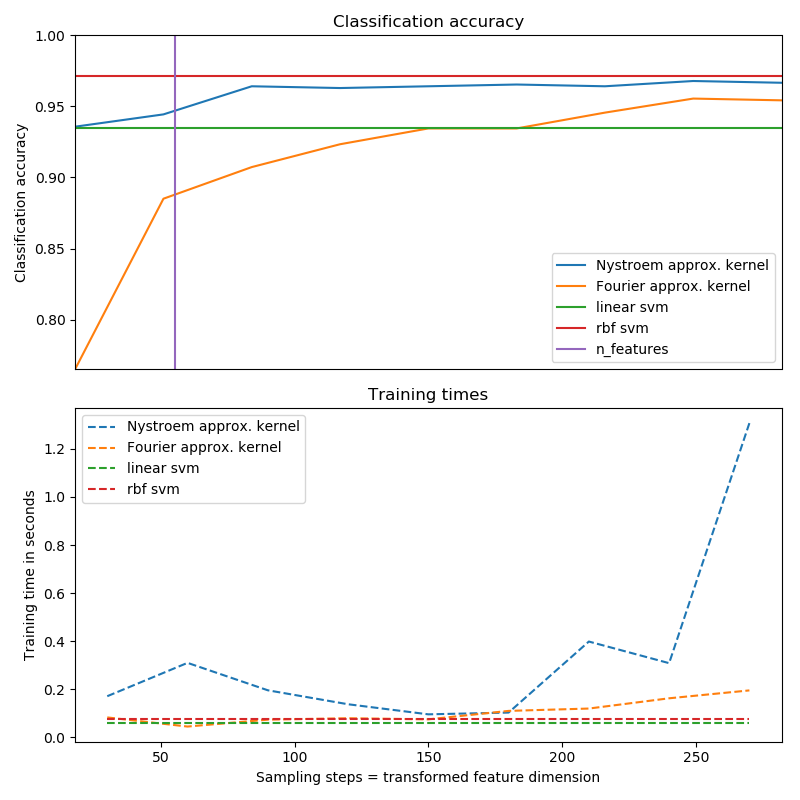 Classification accuracy
Classification accuracy
1.00
0.95
0.90
0.85
0.80
Nystroem approx. kernel
Fourier approx. kernel
linear svm
rbf svm
n_features
Training times
Training time in seconds
1.2
1.0
0.8
0.6
0.4
0.2
0.0
Nystroem approx. kernel
Fourier approx. kernel
linear svm
rbf svm
50 100 150 200 250
Sampling steps = transformed feature dimension